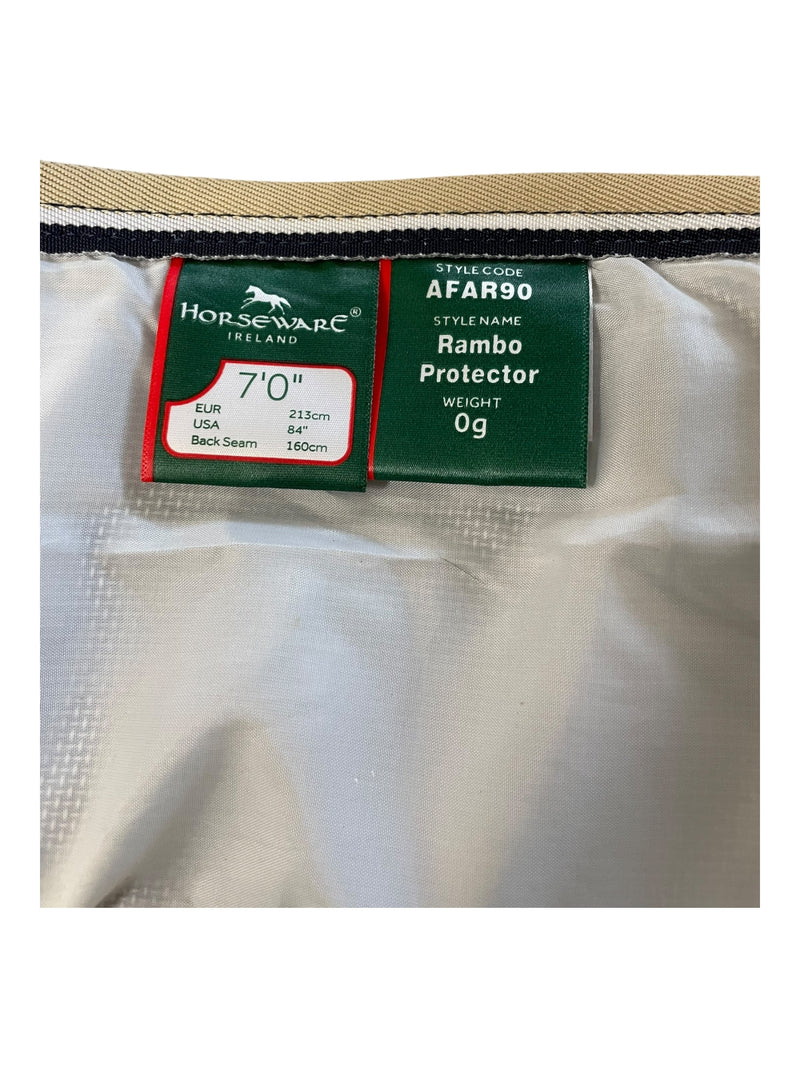 HORSEWARE®
IRELAND
7'0"
EUR 213cm
USA 84"
Back Seam 160cm
STYLE CODE
AFAR90
STYLE NAME
Rambo
Protector
WEIGHT
0g